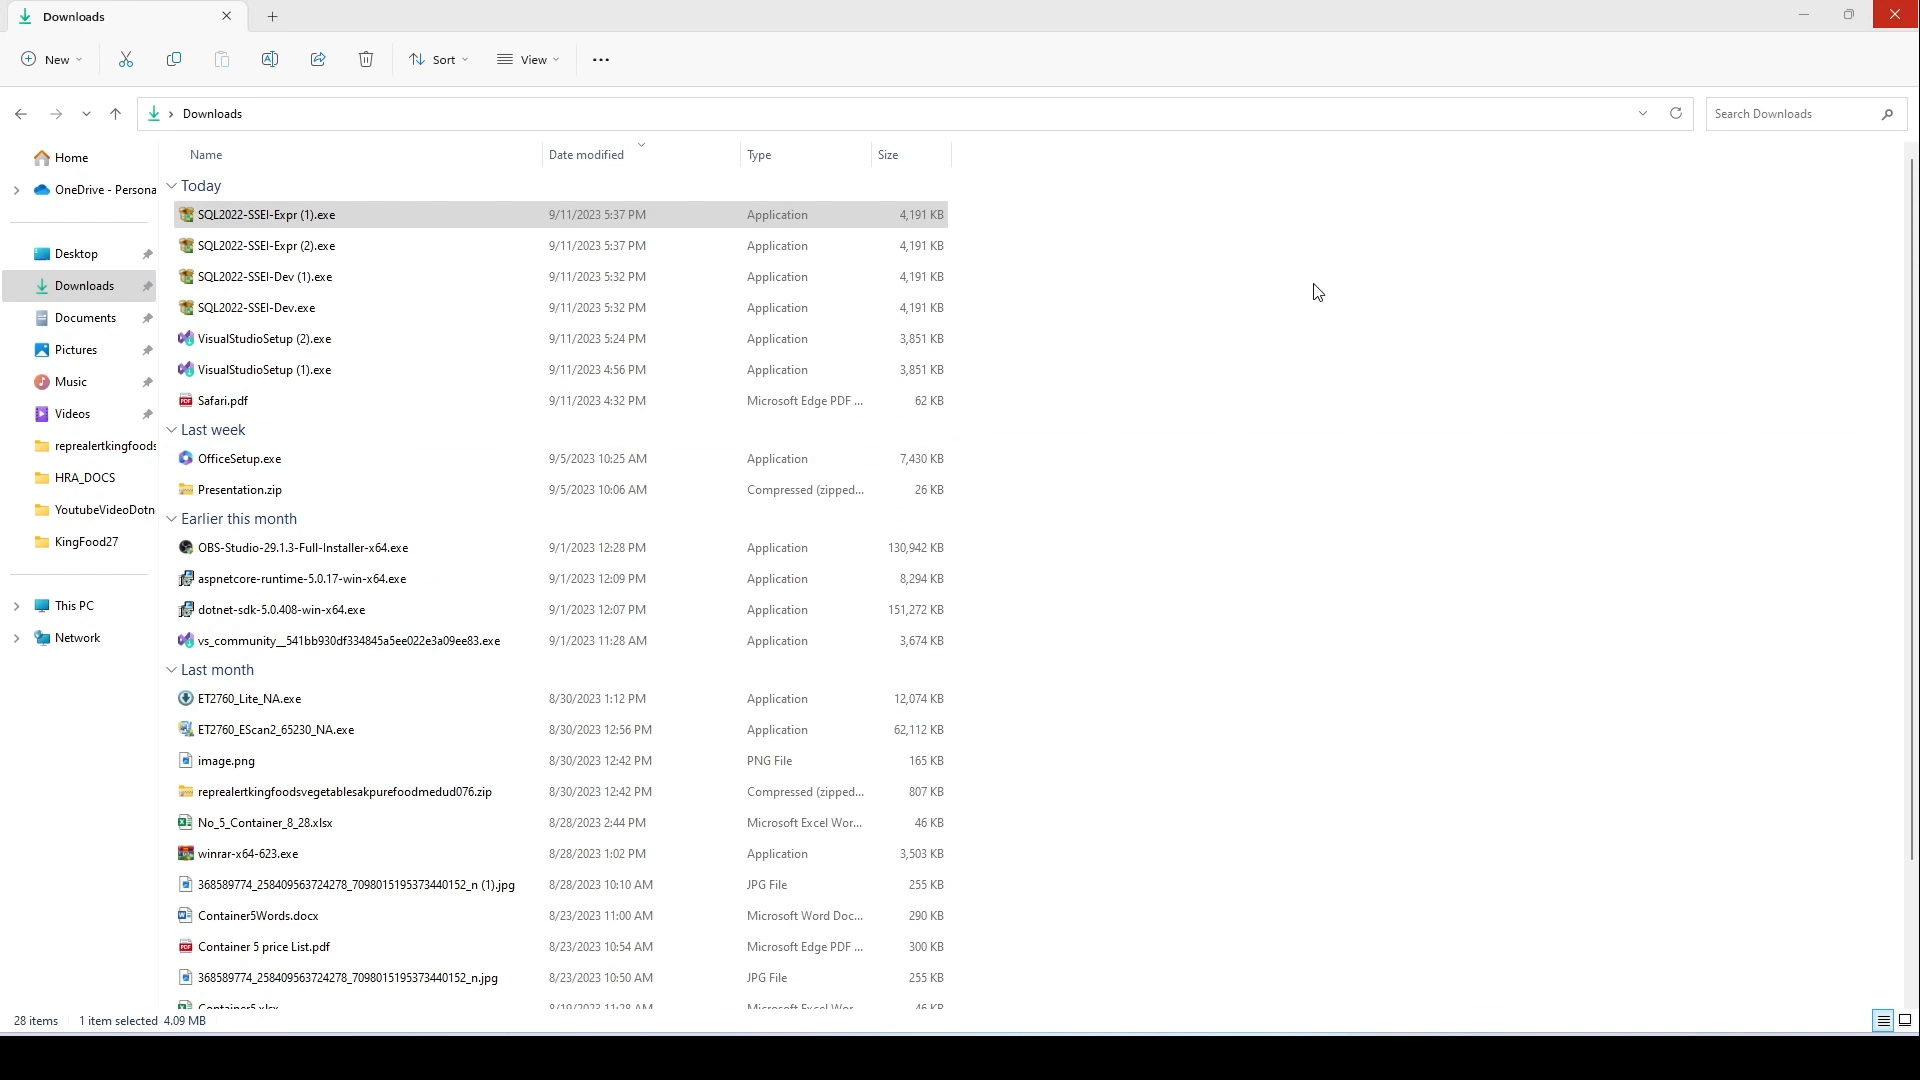 Downloads
New
Sort
View
Downloads
Search Downloads
Home
OneDrive - Persona
Desktop
Downloads
Documents
Pictures
Music
Videos
reprealertkingfoods
HRA_DOCS
YoutubeVideoDotn
KingFood27
This PC
Network
Name Date modified Type Size
Today
SQL2022-SSEI-Expr (1).exe 9/11/2023 5:37 PM Application 4,191 KB
SQL2022-SSEI-Expr (2).exe 9/11/2023 5:37 PM Application 4,191 KB
SQL2022-SSEI-Dev (1).exe 9/11/2023 5:32 PM Application 4,191 KB
SQL2022-SSEI-Dev.exe 9/11/2023 5:32 PM Application 4,191 KB
VisualStudioSetup (2).exe 9/11/2023 5:24 PM Application 3,851 KB
VisualStudioSetup (1).exe 9/11/2023 4:56 PM Application 3,851 KB
Safari.pdf 9/11/2023 4:32 PM Microsoft Edge PDF ... 62 KB
Last week
OfficeSetup.exe 9/5/2023 10:25 AM Application 7,430 KB
Presentation.zip 9/5/2023 10:06 AM Compressed (zipped... 26 KB
Earlier this month
OBS-Studio-29.1.3-Full-Installer-x64.exe 9/1/2023 12:28 PM Application 130,942 KB
aspnetcore-runtime-5.0.17-win-x64.exe 9/1/2023 12:09 PM Application 8,294 KB
dotnet-sdk-5.0.408-win-x64.exe 9/1/2023 12:07 PM Application 151,272 KB
vs_community__541bb930df334845a5ee022e3a09ee83.exe 9/1/2023 11:28 AM Application 3,674 KB
Last month
ET2760_Lite_NA.exe 8/30/2023 1:12 PM Application 12,074 KB
ET2760_EScan2_65230_NA.exe 8/30/2023 12:56 PM Application 62,112 KB
image.png 8/30/2023 12:42 PM PNG File 165 KB
reprealertkingfoodsvegetablesakpurefoodmedud076.zip 8/30/2023 12:42 PM Compressed (zipped... 807 KB
No_5_Container_8_28.xlsx 8/28/2023 2:44 PM Microsoft Excel Wor... 46 KB
winrar-x64-623.exe 8/28/2023 1:02 PM Application 3,503 KB
368589774_258409563724278_7098015195373440152_n (1).jpg 8/28/2023 10:10 AM JPG File 255 KB
Container5Words.docx 8/23/2023 11:00 AM Microsoft Word Doc... 290 KB
Container 5 price List.pdf 8/23/2023 10:54 AM Microsoft Edge PDF ... 300 KB
368589774_258409563724278_7098015195373440152_n.jpg 8/23/2023 10:50 AM JPG File 255 KB
Container5.xlsx 8/19/2023 11:28 AM Microsoft Excel Wor... 46 KB
28 items 1 item selected 4.09 MB